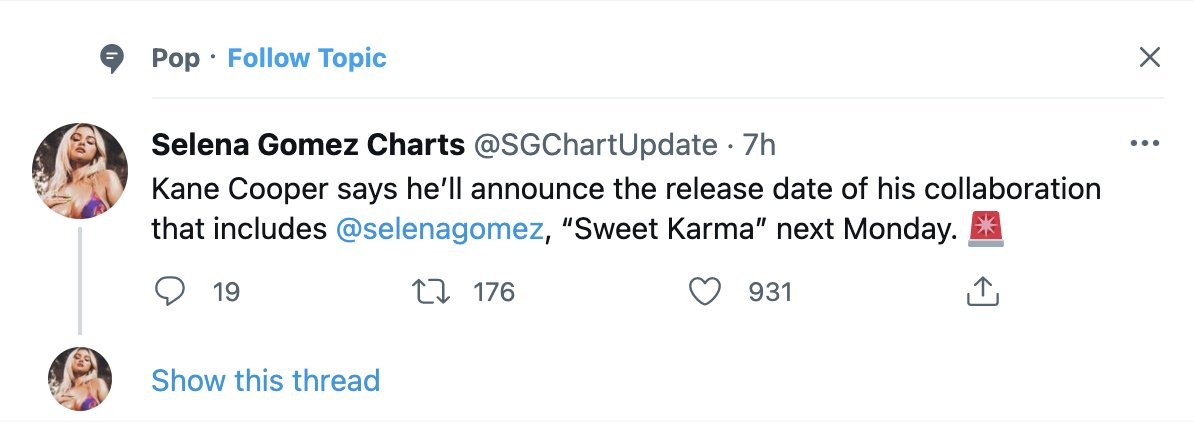 Pop · Follow Topic
Selena Gomez Charts @SGChartUpdate · 7h
Kane Cooper says he’ll announce the release date of his collaboration
that includes @selenagomez, “Sweet Karma” next Monday. 🚨
19 176 931
Show this thread